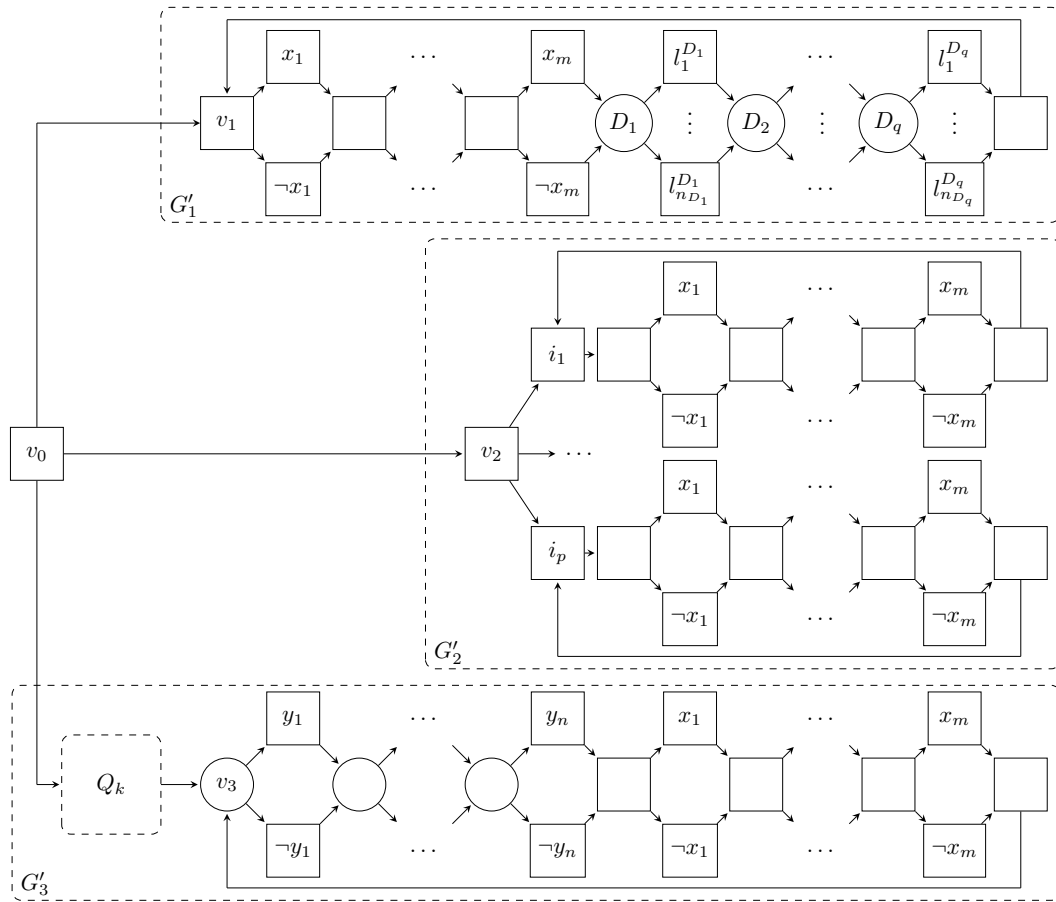 x_1 ⋯ x_m l_1^{D_1} ⋯ l_1^{D_q}
v_1 D_1 ⋮ D_2 ⋮ D_q ⋮
¬x_1 ⋯ ¬x_m l_{n_{D_1}}^{D_1} ⋯ l_{n_{D_q}}^{D_q}
G'_1
x_1 ⋯ x_m
i_1
¬x_1 ⋯ ¬x_m
v_0 v_2 ⋯
x_1 ⋯ x_m
i_p
¬x_1 ⋯ ¬x_m
G'_2
y_1 ⋯ y_n x_1 ⋯ x_m
Q_k v_3
¬y_1 ⋯ ¬y_n ¬x_1 ⋯ ¬x_m
G'_3